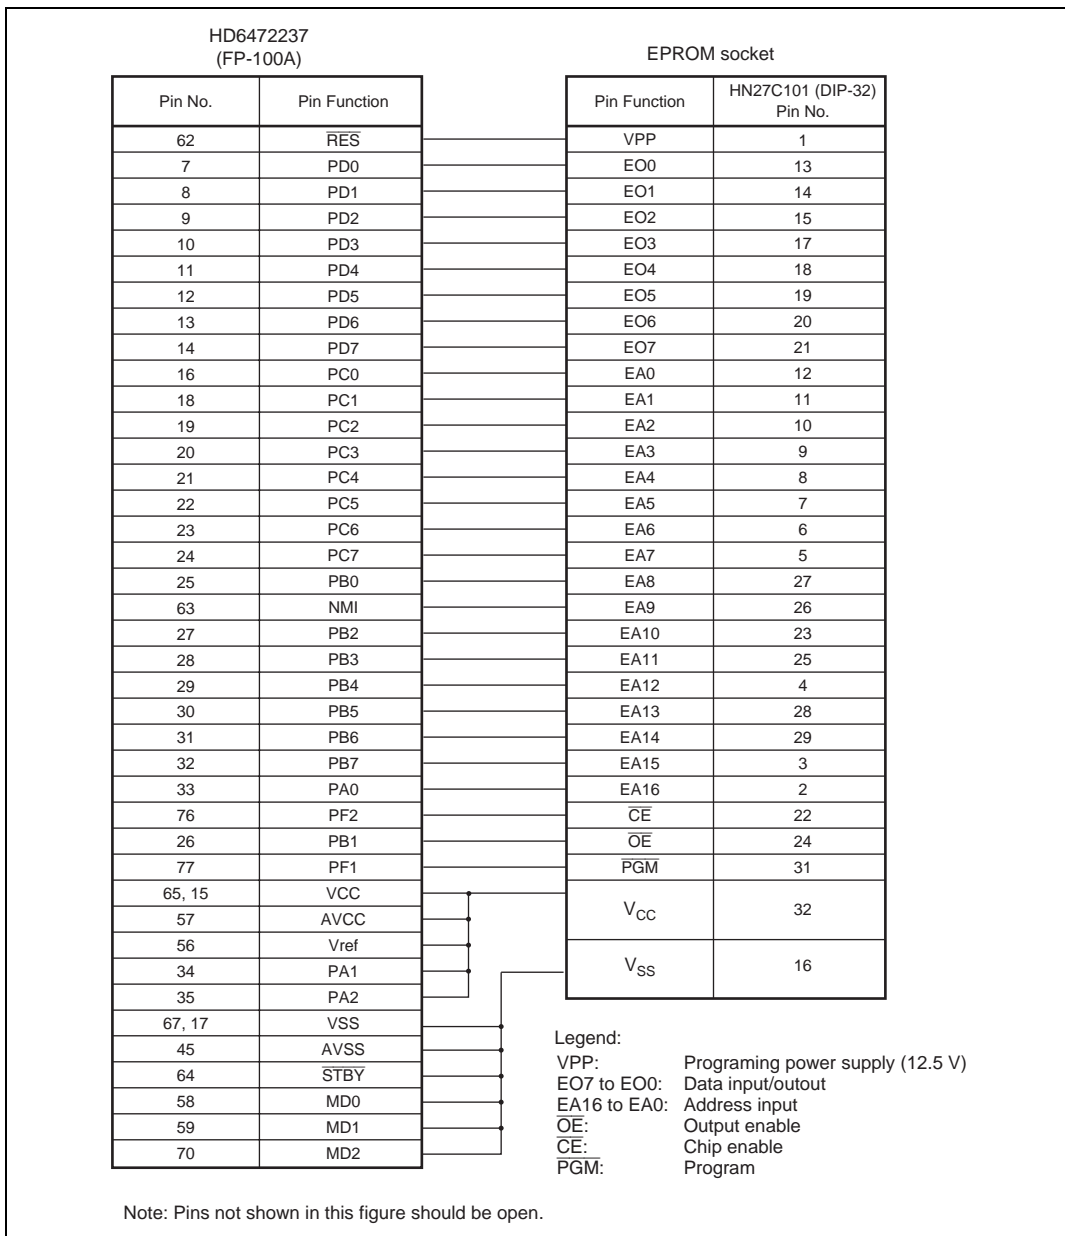 HD6472237
(FP-100A)
EPROM socket
Pin No. Pin Function Pin Function HN27C101 (DIP-32) Pin No.
62 RES VPP 1
7 PD0 EO0 13
8 PD1 EO1 14
9 PD2 EO2 15
10 PD3 EO3 17
11 PD4 EO4 18
12 PD5 EO5 19
13 PD6 EO6 20
14 PD7 EO7 21
16 PC0 EA0 12
18 PC1 EA1 11
19 PC2 EA2 10
20 PC3 EA3 9
21 PC4 EA4 8
22 PC5 EA5 7
23 PC6 EA6 6
24 PC7 EA7 5
25 PB0 EA8 27
63 NMI EA9 26
27 PB2 EA10 23
28 PB3 EA11 25
29 PB4 EA12 4
30 PB5 EA13 28
31 PB6 EA14 29
32 PB7 EA15 3
33 PA0 EA16 2
76 PF2 CE 22
26 PB1 OE 24
77 PF1 PGM 31
65, 15 VCC VCC 32
57 AVCC
56 Vref
34 PA1 VSS 16
35 PA2
67, 17 VSS
45 AVSS
64 STBY
58 MD0
59 MD1
70 MD2
Legend:
VPP: Programing power supply (12.5 V)
EO7 to EO0: Data input/outout
EA16 to EA0: Address input
OE: Output enable
CE: Chip enable
PGM: Program
Note: Pins not shown in this figure should be open.